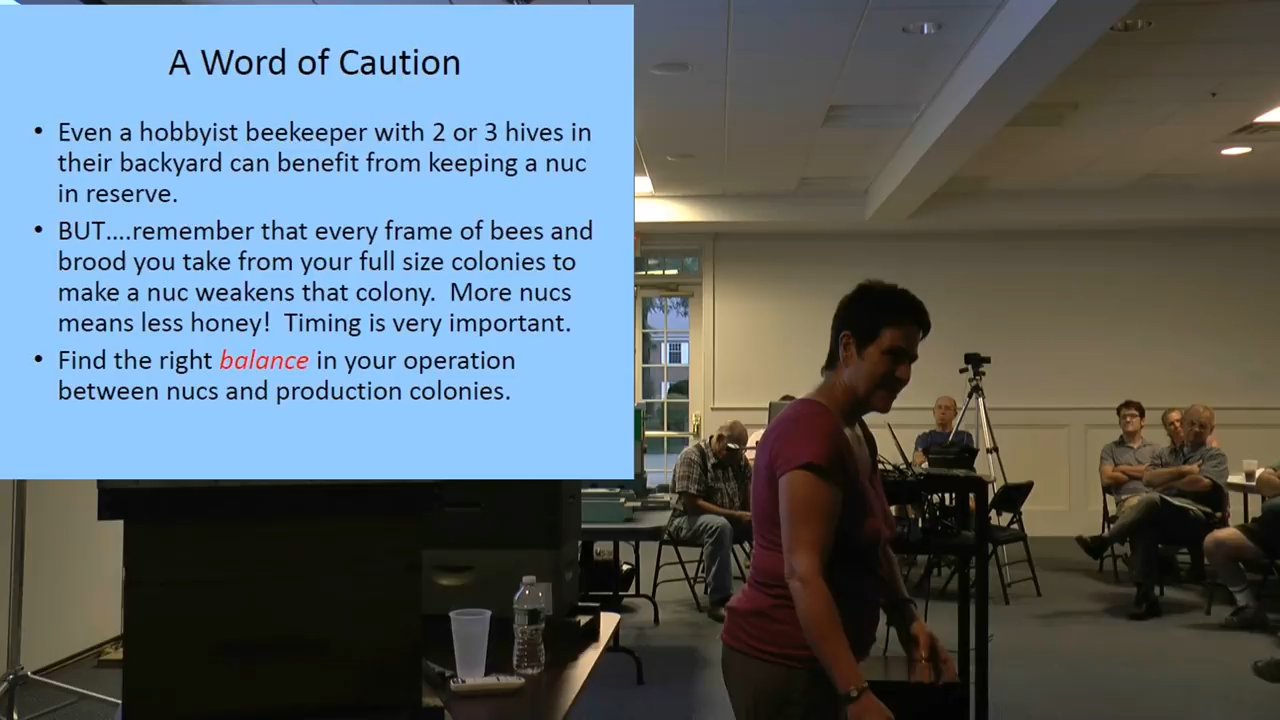 A Word of Caution
• Even a hobbyist beekeeper with 2 or 3 hives in
their backyard can benefit from keeping a nuc
in reserve.
• BUT....remember that every frame of bees and
brood you take from your full size colonies to
make a nuc weakens that colony.  More nucs
means less honey!  Timing is very important.
• Find the right balance in your operation
between nucs and production colonies.